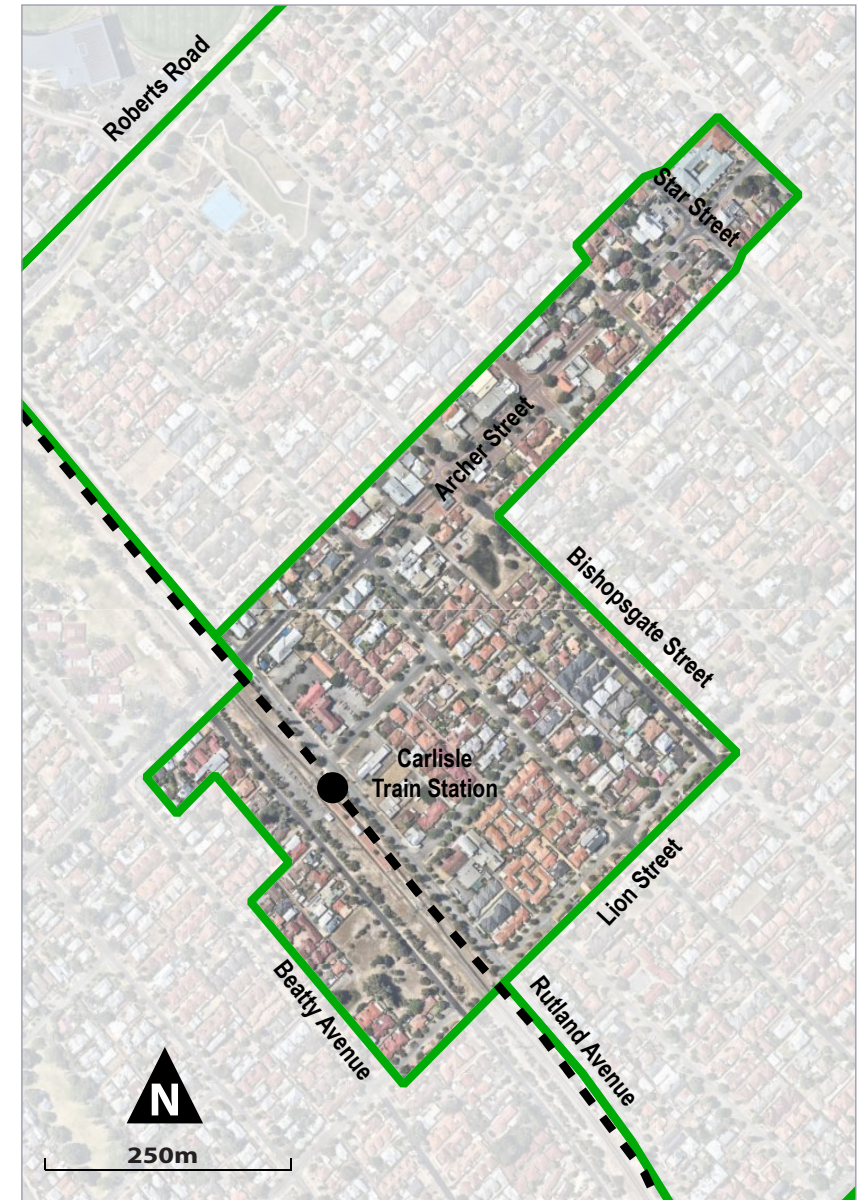 Roberts Road
Star Street
Archer Street
Bishopsgate Street
Carlisle
Train Station
Lion Street
Beatty Avenue
Rutland Avenue
N
250m